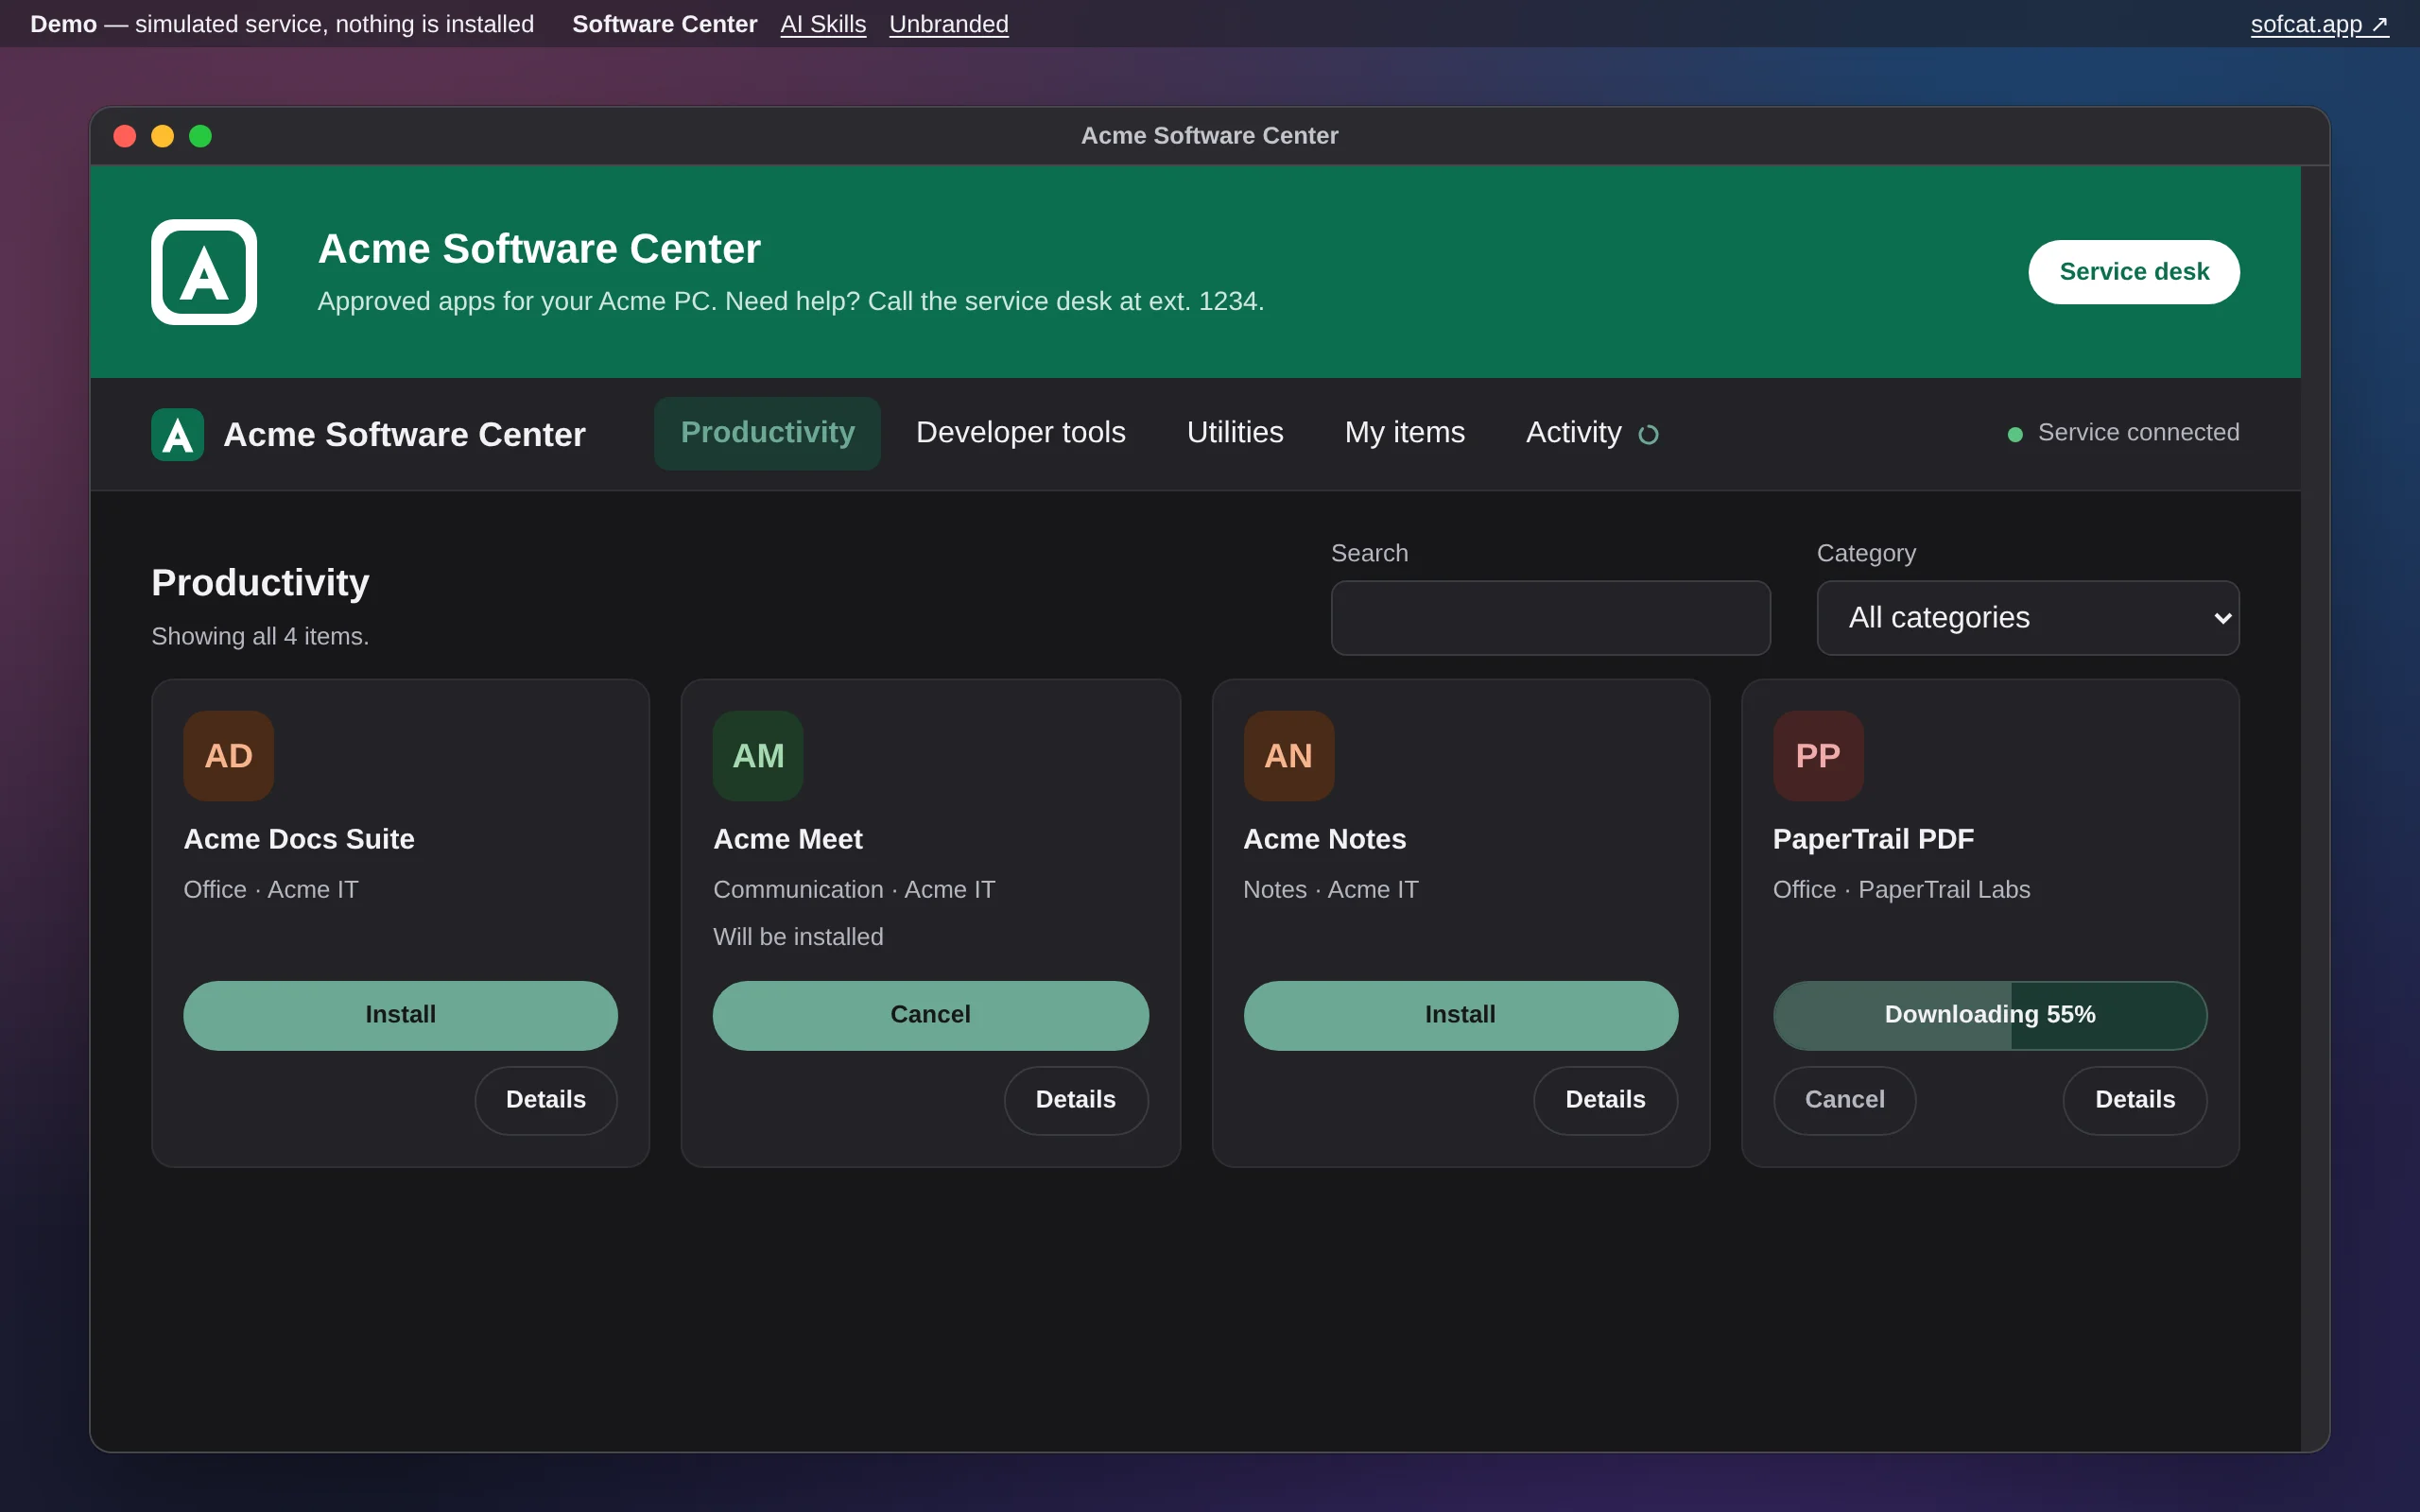 Demo — simulated service, nothing is installed Software Center AI Skills Unbranded sofcat.app ↗
Acme Software Center
A
Acme Software Center
Approved apps for your Acme PC. Need help? Call the service desk at ext. 1234.
Service desk
A Acme Software Center Productivity Developer tools Utilities My items Activity Service connected
Productivity
Showing all 4 items.
Search
Category
All categories
AD
Acme Docs Suite
Office · Acme IT
Install
Details
AM
Acme Meet
Communication · Acme IT
Will be installed
Cancel
Details
AN
Acme Notes
Notes · Acme IT
Install
Details
PP
PaperTrail PDF
Office · PaperTrail Labs
Downloading 55%
Cancel Details